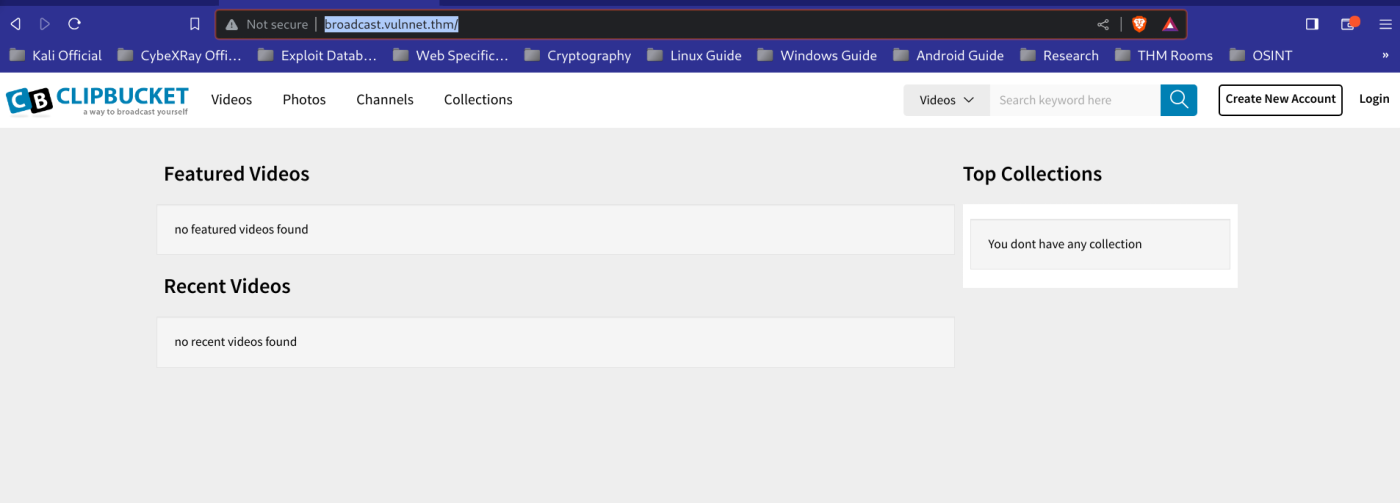 Not secure | broadcast.vulnnet.thm/
Kali Official CybeXRay Offi... Exploit Datab... Web Specific... Cryptography Linux Guide Windows Guide Android Guide Research THM Rooms OSINT »
CB CLIPBUCKET
a way to broadcast yourself
Videos Photos Channels Collections Videos Search keyword here Create New Account Login
Featured Videos
no featured videos found
Recent Videos
no recent videos found
Top Collections
You dont have any collection